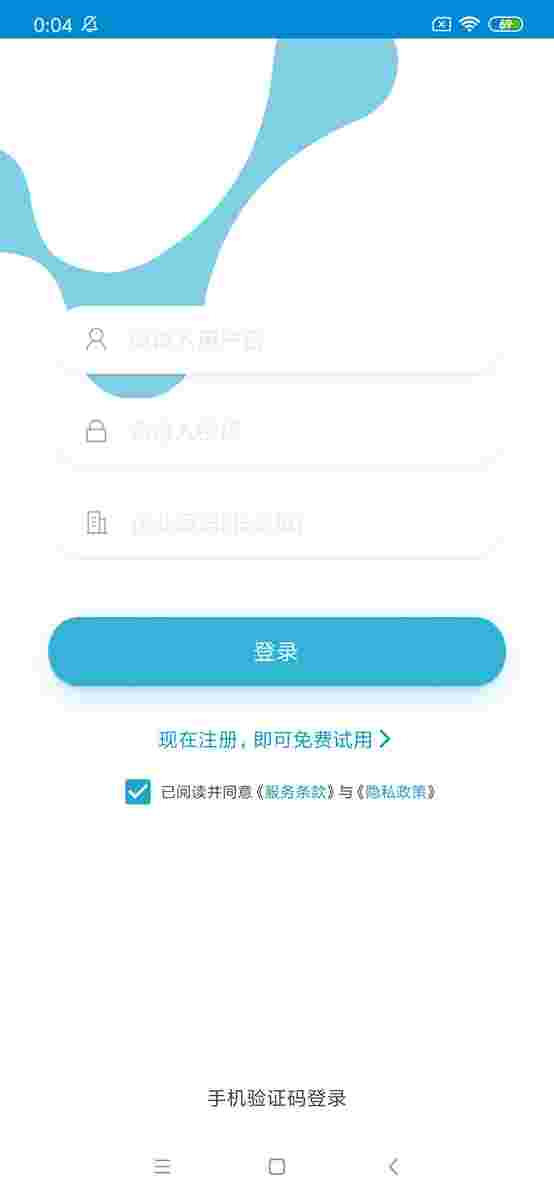 0:04
69
请输入用户名
请输入密码
登录
现在注册，即可免费试用
已阅读并同意《服务条款》与《隐私政策》
手机验证码登录